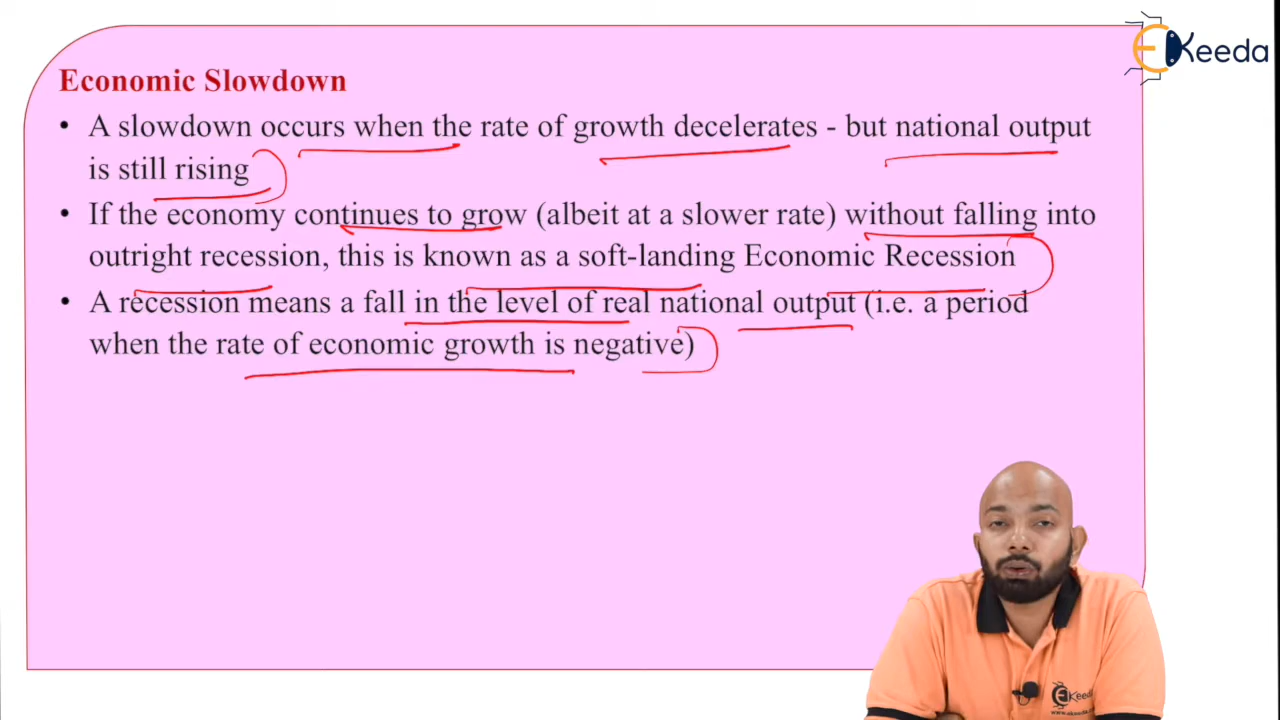 EKeeda
Economic Slowdown
• A slowdown occurs when the rate of growth decelerates - but national output
is still rising
• If the economy continues to grow (albeit at a slower rate) without falling into
outright recession, this is known as a soft-landing Economic Recession
• A recession means a fall in the level of real national output (i.e. a period
when the rate of economic growth is negative)
EKeeda